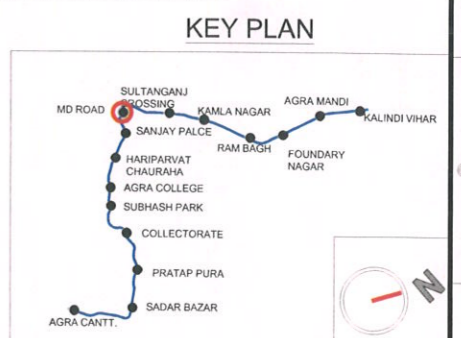 KEY PLAN
SULTANGANJ
CROSSING
MD ROAD
KAMLA NAGAR
AGRA MANDI
KALINDI VIHAR
SANJAY PALCE
RAM BAGH
FOUNDARY
NAGAR
HARIPARVAT
CHAURAHA
AGRA COLLEGE
SUBHASH PARK
COLLECTORATE
PRATAP PURA
SADAR BAZAR
AGRA CANTT.
N